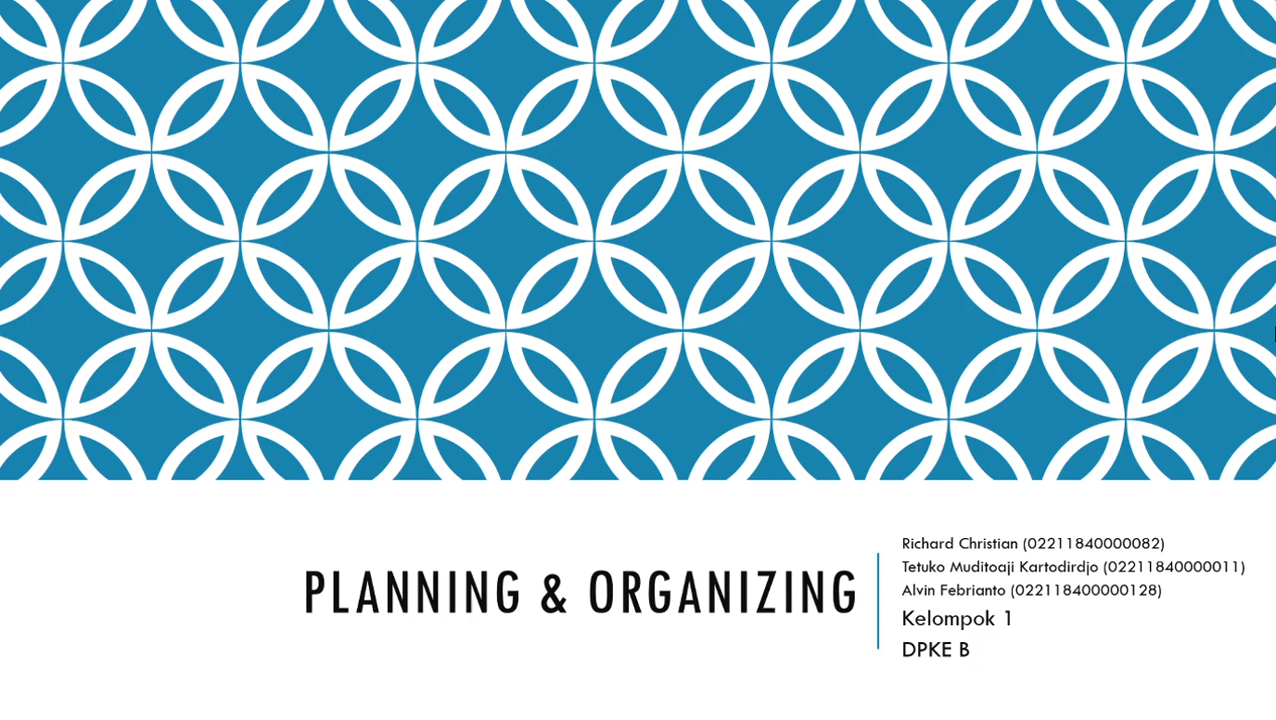 PLANNING & ORGANIZING
Richard Christian (02211840000082)
Tetuko Muditoaji Kartodirdjo (02211840000011)
Alvin Febrianto (022118400000128)
Kelompok 1
DPKE B